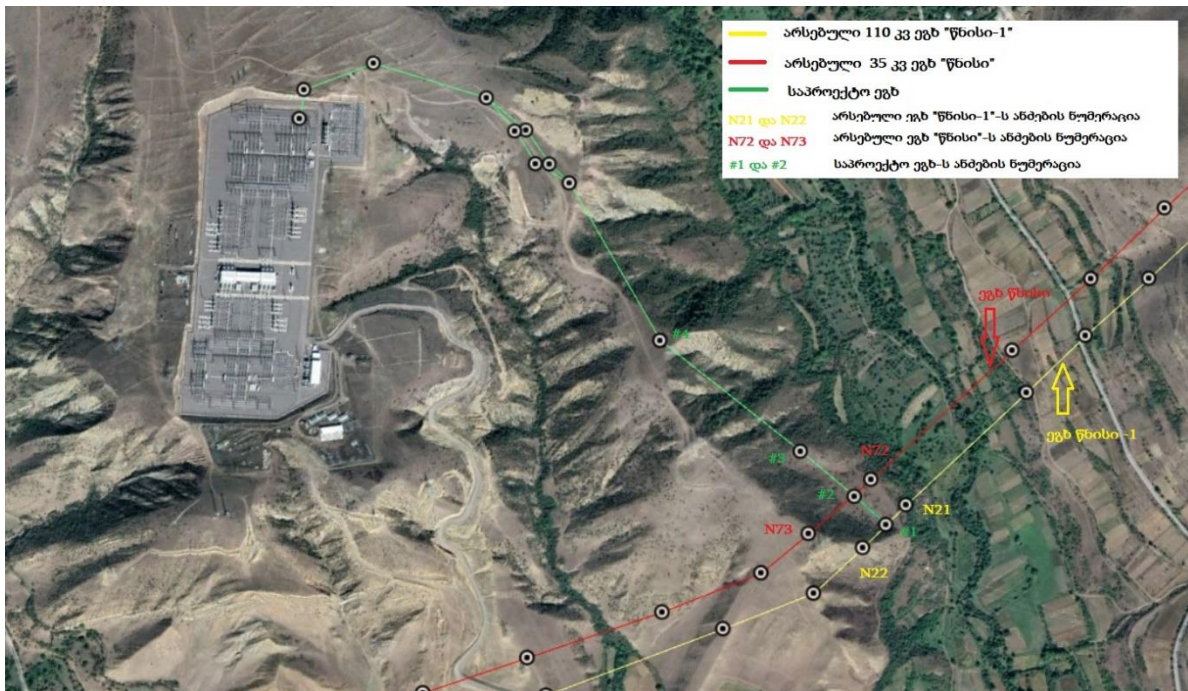 არსებული 110 კვ ეგხ "წნისი-1"
არსებული 35 კვ ეგხ "წნისი"
საპროექტო ეგხ
N21 და N22 არსებული ეგხ "წნისი-1"-ს ანძების ნუმერაცია
N72 და N73 არსებული ეგხ "წნისი"-ს ანძების ნუმერაცია
#1 და #2 საპროექტო ეგხ-ს ანძების ნუმერაცია
ეგხ წნისი
#4
ეგხ წნისი -1
#3
N72
#2
N21
N73
#1
N22